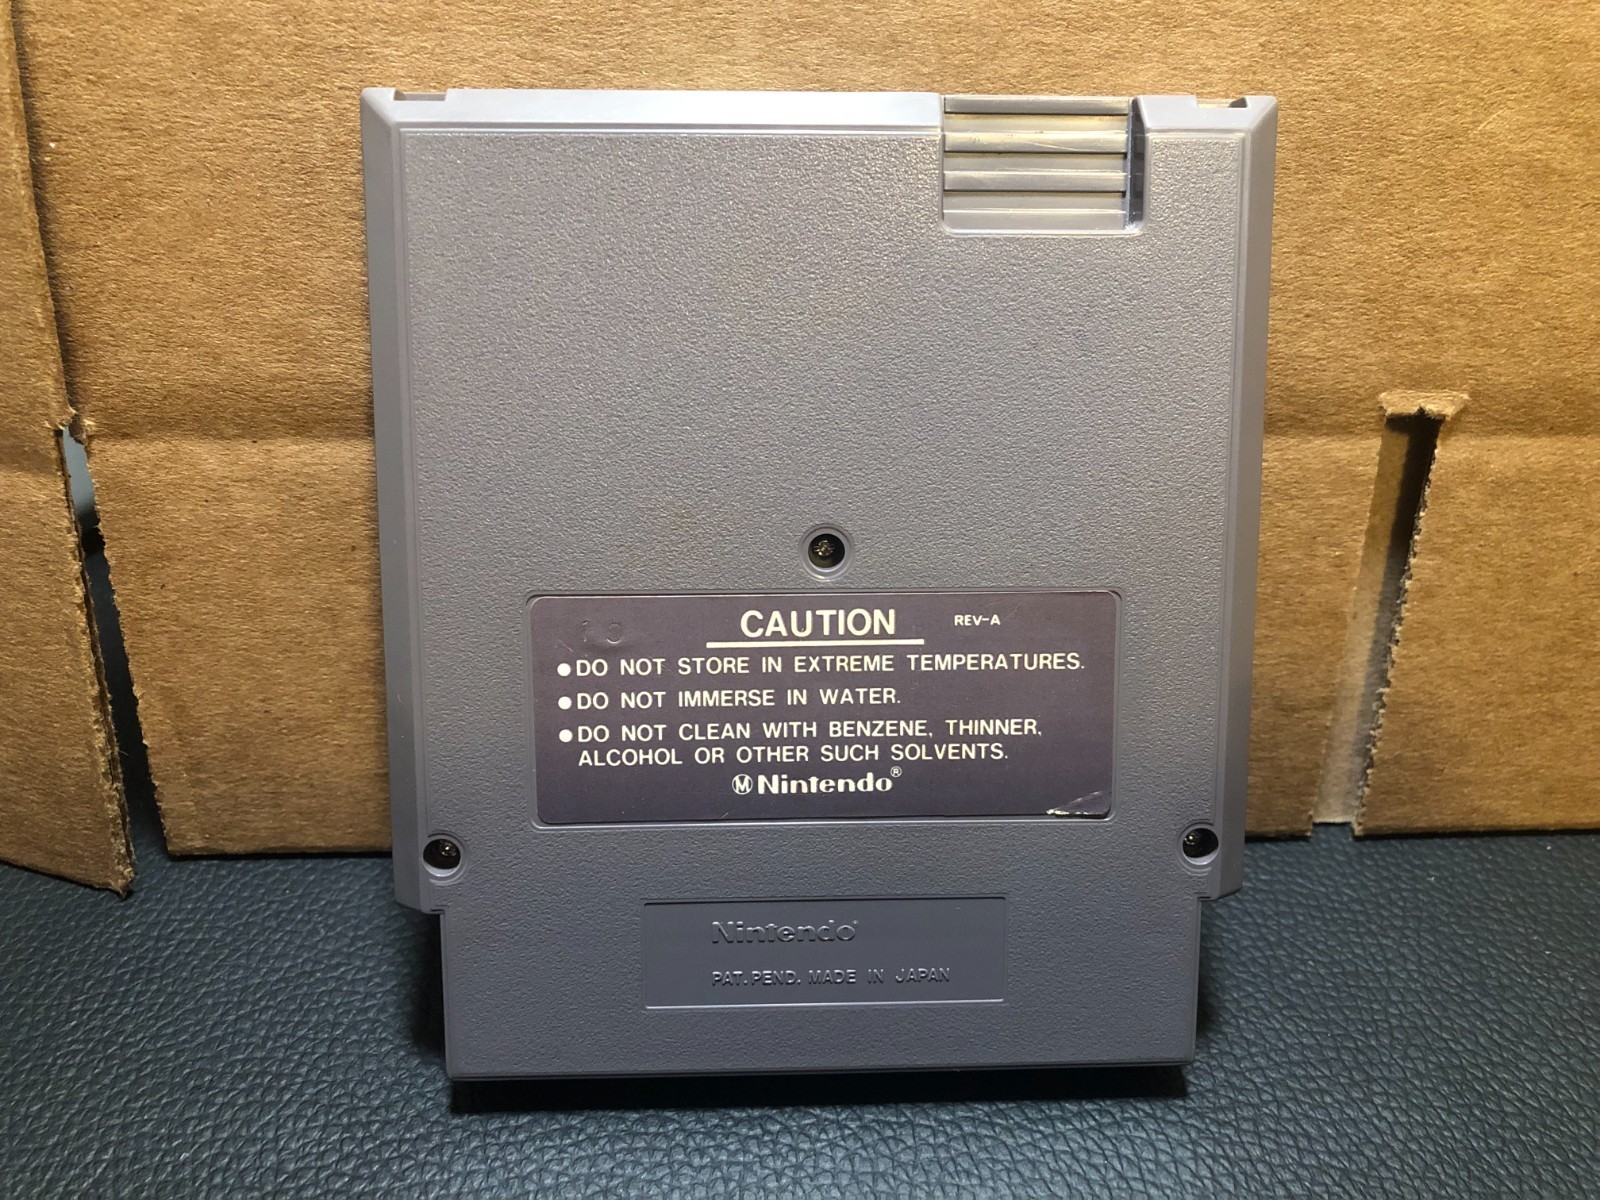 CAUTION REV-A
●DO NOT STORE IN EXTREME TEMPERATURES.
●DO NOT IMMERSE IN WATER.
●DO NOT CLEAN WITH BENZENE, THINNER,
ALCOHOL OR OTHER SUCH SOLVENTS.
Ⓜ Nintendo®
Nintendo®
PAT. PEND. MADE IN JAPAN